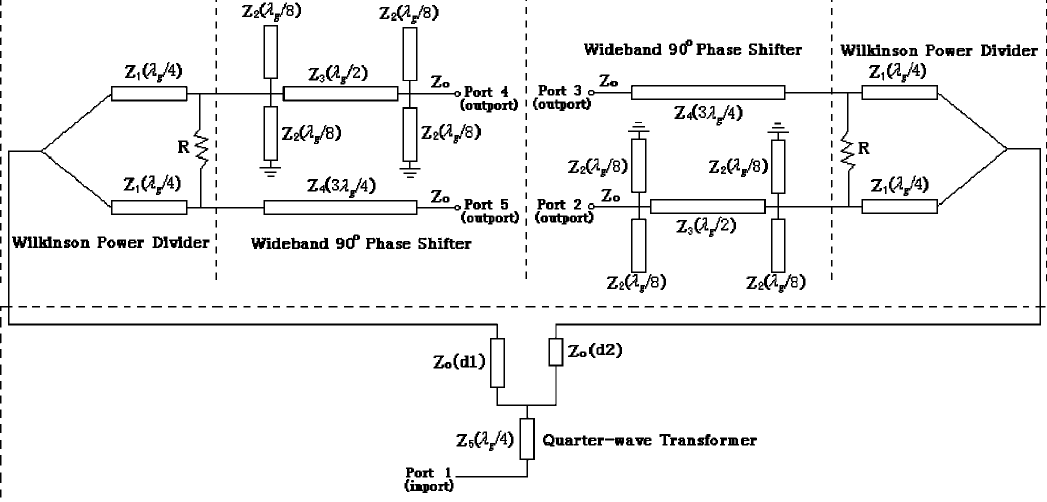 Z2(λg/8)
Z2(λg/8)
Z1(λg/4)
Z3(λg/2)
Zo
Port 4
(outport)
Z2(λg/8)
Z2(λg/8)
R
Z1(λg/4)
Z4(3λg/4)
Zo
Port 5
(outport)
Wilkinson Power Divider
Wideband 90° Phase Shifter
Wideband 90° Phase Shifter
Wilkinson Power Divider
Port 3
(outport)
Zo
Z4(3λg/4)
Z1(λg/4)
R
Z2(λg/8)
Z2(λg/8)
Z1(λg/4)
Port 2
(outport)
Zo
Z3(λg/2)
Z2(λg/8)
Z2(λg/8)
Zo(d1)
Zo(d2)
Z5(λg/4)
Quarter-wave Transformer
Port 1
(inport)